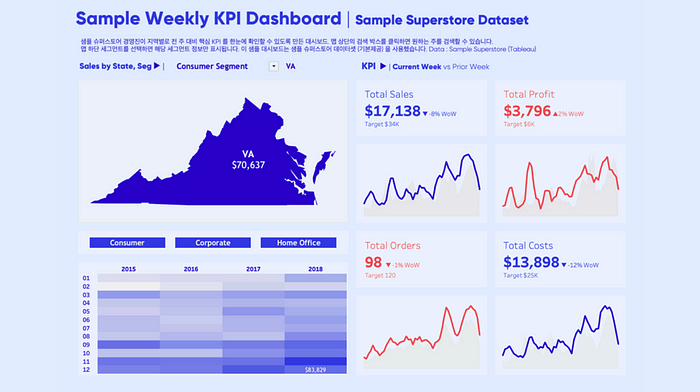 Sample Weekly KPI Dashboard | Sample Superstore Dataset
샘플 슈퍼스토어 경영진이 지역별로 전 주 대비 핵심 KPI 를 한눈에 확인할 수 있도록 만든 대시보드. 맵 상단의 검색 박스를 클릭하면 원하는 주를 검색할 수 있습니다.
맵 하단 세그먼트를 선택하면 해당 세그먼트 정보만 표시됩니다. 이 샘플 대시보드는 샘플 슈퍼스토어 데이터셋 (기본제공) 을 사용했습니다. Data : Sample Superstore (Tableau)
Sales by State, Seg ▶ | Consumer Segment ▾ VA
KPI ▶ | Current Week vs Prior Week
VA
$70,637
Total Sales
$17,138 ▼ -8% WoW
Target $34K
Total Profit
$3,796 ▲2% WoW
Target $6K
Consumer
Corporate
Home Office
Total Orders
98 ▼ -1% WoW
Target 120
Total Costs
$13,898 ▼ -12% WoW
Target $25K
2015 2016 2017 2018
01
02
03
04
05
06
07
08
09
10
11
12 $83,829